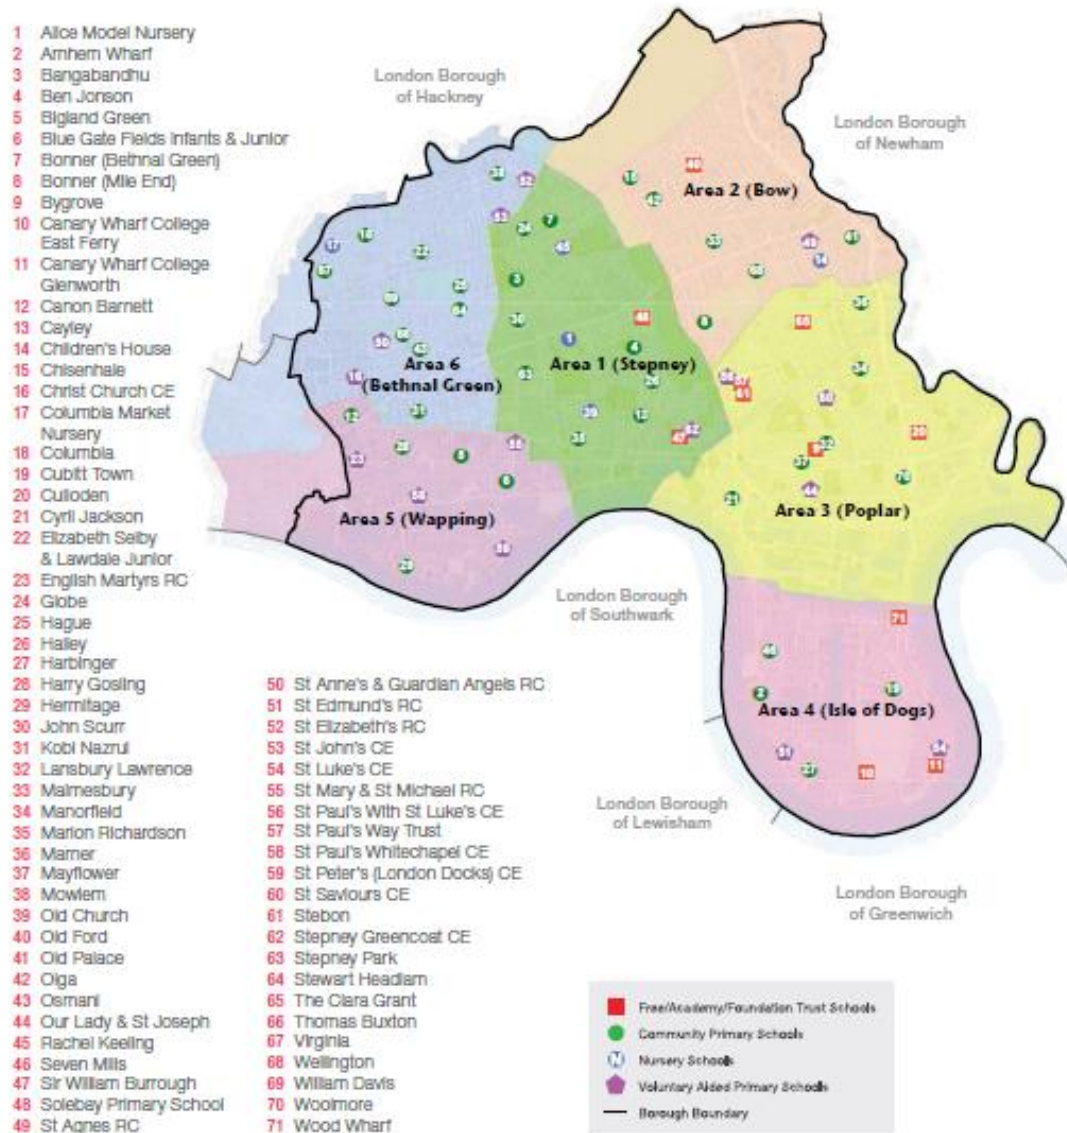 1 Alice Model Nursery
2 Arnhem Wharf
3 Bangabandhu
4 Ben Jonson
5 Bigland Green
6 Blue Gate Fields Infants & Junior
7 Bonner (Bethnal Green)
8 Bonner (Mile End)
9 Bygrove
10 Canary Wharf College
East Ferry
11 Canary Wharf College
Glenworth
12 Canon Barnett
13 Cayley
14 Children's House
15 Chisenhale
16 Christ Church CE
17 Columbia Market
Nursery
18 Columbia
19 Cubitt Town
20 Culloden
21 Cyril Jackson
22 Elizabeth Selby
& Lawdale Junior
23 English Martyrs RC
24 Globe
25 Hague
26 Halley
27 Harbinger
28 Harry Gosling
29 Hermitage
30 John Scurr
31 Kobi Nazrul
32 Lansbury Lawrence
33 Malmesbury
34 Manorfield
35 Marion Richardson
36 Marner
37 Mayflower
38 Mowlem
39 Old Church
40 Old Ford
41 Old Palace
42 Olga
43 Osmani
44 Our Lady & St Joseph
45 Rachel Keeling
46 Seven Mills
47 Sir William Burrough
48 Solebay Primary School
49 St Agnes RC
50 St Anne's & Guardian Angels RC
51 St Edmund's RC
52 St Elizabeth's RC
53 St John's CE
54 St Luke's CE
55 St Mary & St Michael RC
56 St Paul's With St Luke's CE
57 St Paul's Way Trust
58 St Paul's Whitechapel CE
59 St Peter's (London Docks) CE
60 St Saviours CE
61 Stebon
62 Stepney Greencoat CE
63 Stepney Park
64 Stewart Headlam
65 The Clara Grant
66 Thomas Buxton
67 Virginia
68 Wellington
69 William Davis
70 Woolmore
71 Wood Wharf
London Borough
of Hackney
London Borough
of Newham
Area 2 (Bow)
Area 6
(Bethnal Green)
Area 1 (Stepney)
Area 5 (Wapping)
Area 3 (Poplar)
London Borough
of Southwark
Area 4 (Isle of Dogs)
London Borough
of Lewisham
London Borough
of Greenwich
Free/Academy/Foundation Trust Schools
Community Primary Schools
N Nursery Schools
Voluntary Aided Primary Schools
Borough Boundary